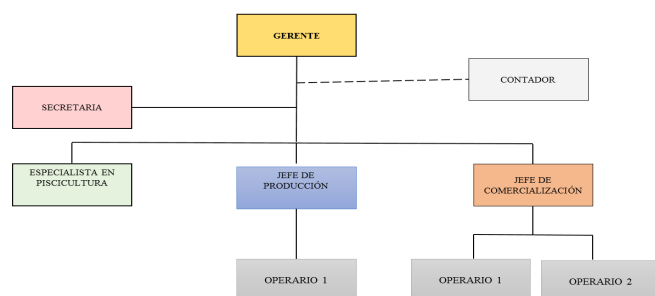 GERENTE
CONTADOR
SECRETARIA
ESPECIALISTA EN
PISCICULTURA
JEFE DE
PRODUCCIÓN
JEFE DE
COMERCIALIZACIÓN
OPERARIO 1
OPERARIO 1
OPERARIO 2